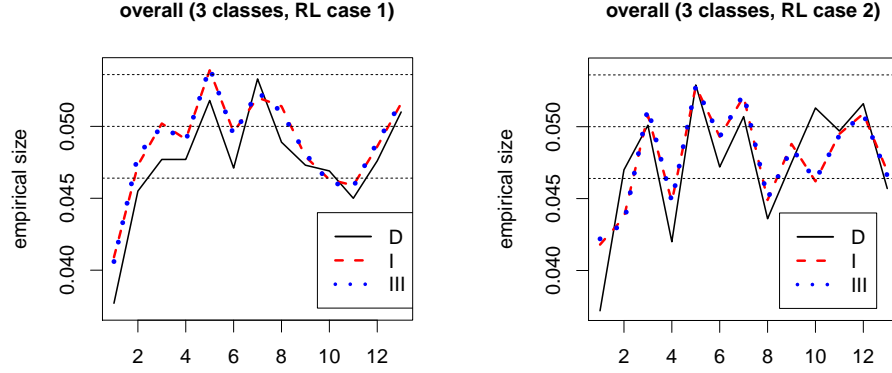 overall (3 classes, RL case 1)
empirical size
0.050
0.045
0.040
D
I
III
2 4 6 8 10 12
overall (3 classes, RL case 2)
empirical size
0.050
0.045
0.040
D
I
III
2 4 6 8 10 12